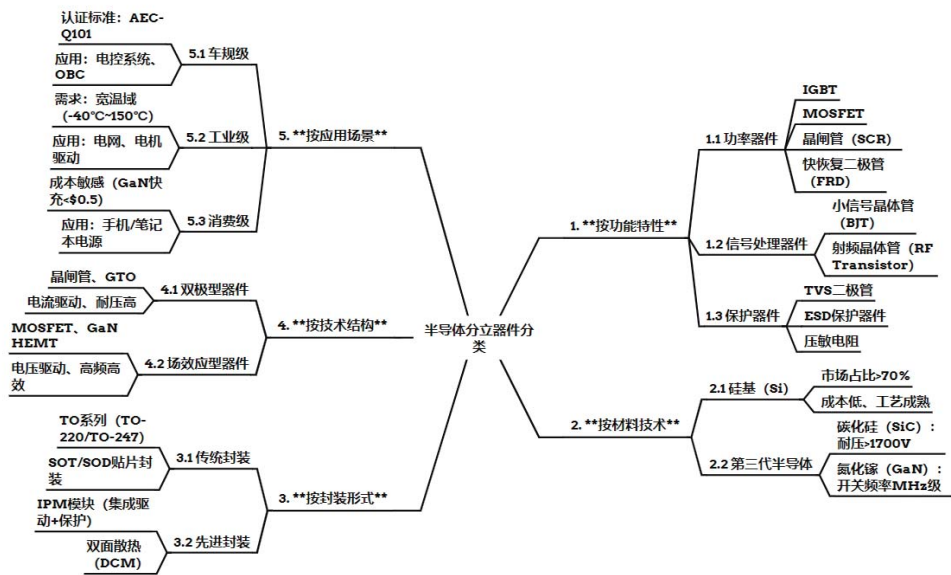 半导体分立器件分
类
1. **按功能特性**
1.1 功率器件
IGBT
MOSFET
晶闸管（SCR）
快恢复二极管
（FRD）
1.2 信号处理器件
小信号晶体管
（BJT）
射频晶体管（RF
Transistor）
1.3 保护器件
TVS二极管
ESD保护器件
压敏电阻
2. **按材料技术**
2.1 硅基（Si）
市场占比>70%
成本低、工艺成熟
2.2 第三代半导体
碳化硅（SiC）：
耐压>1700V
氮化镓（GaN）：
开关频率MHz级
3. **按封装形式**
3.1 传统封装
TO系列（TO-
220/TO-247）
SOT/SOD贴片封
装
3.2 先进封装
IPM模块（集成驱
动+保护）
双面散热
（DCM）
4. **按技术结构**
4.1 双极型器件
晶闸管、GTO
电流驱动、耐压高
4.2 场效应型器件
MOSFET、GaN
HEMT
电压驱动、高频高
效
5. **按应用场景**
5.1 车规级
认证标准：AEC-
Q101
应用：电控系统、
OBC
5.2 工业级
需求：宽温域
（-40℃~150℃）
应用：电网、电机
驱动
5.3 消费级
成本敏感（GaN快
充<$0.5）
应用：手机/笔记
本电源